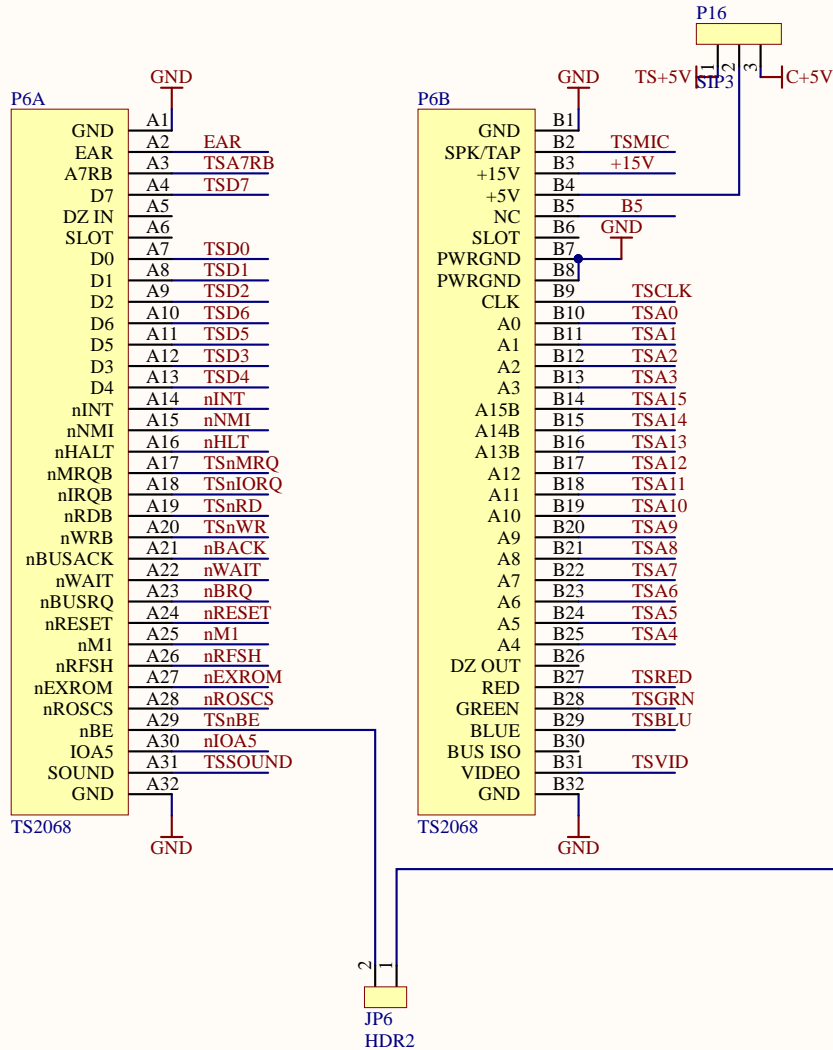 P16
1 2 3
TS+5V SIP3 C+5V
GND
P6A
GND A1
EAR A2 EAR
A7RB A3 TSA7RB
D7 A4 TSD7
DZ IN A5
SLOT A6
D0 A7 TSD0
D1 A8 TSD1
D2 A9 TSD2
D6 A10 TSD6
D5 A11 TSD5
D3 A12 TSD3
D4 A13 TSD4
nINT A14 nINT
nNMI A15 nNMI
nHALT A16 nHLT
nMRQB A17 TSnMRQ
nIRQB A18 TSnIORQ
nRDB A19 TSnRD
nWRB A20 TSnWR
nBUSACK A21 nBACK
nWAIT A22 nWAIT
nBUSRQ A23 nBRQ
nRESET A24 nRESET
nM1 A25 nM1
nRFSH A26 nRFSH
nEXROM A27 nEXROM
nROSCS A28 nROSCS
nBE A29 TSnBE
IOA5 A30 nIOA5
SOUND A31 TSSOUND
GND A32
TS2068
GND
GND
P6B
GND B1
SPK/TAP B2 TSMIC
+15V B3 +15V
+5V B4
NC B5 B5
SLOT B6 GND
PWRGND B7
PWRGND B8
CLK B9 TSCLK
A0 B10 TSA0
A1 B11 TSA1
A2 B12 TSA2
A3 B13 TSA3
A15B B14 TSA15
A14B B15 TSA14
A13B B16 TSA13
A12 B17 TSA12
A11 B18 TSA11
A10 B19 TSA10
A9 B20 TSA9
A8 B21 TSA8
A7 B22 TSA7
A6 B23 TSA6
A5 B24 TSA5
A4 B25 TSA4
DZ OUT B26
RED B27 TSRED
GREEN B28 TSGRN
BLUE B29 TSBLU
BUS ISO B30
VIDEO B31 TSVID
GND B32
TS2068
GND
2 1
JP6
HDR2